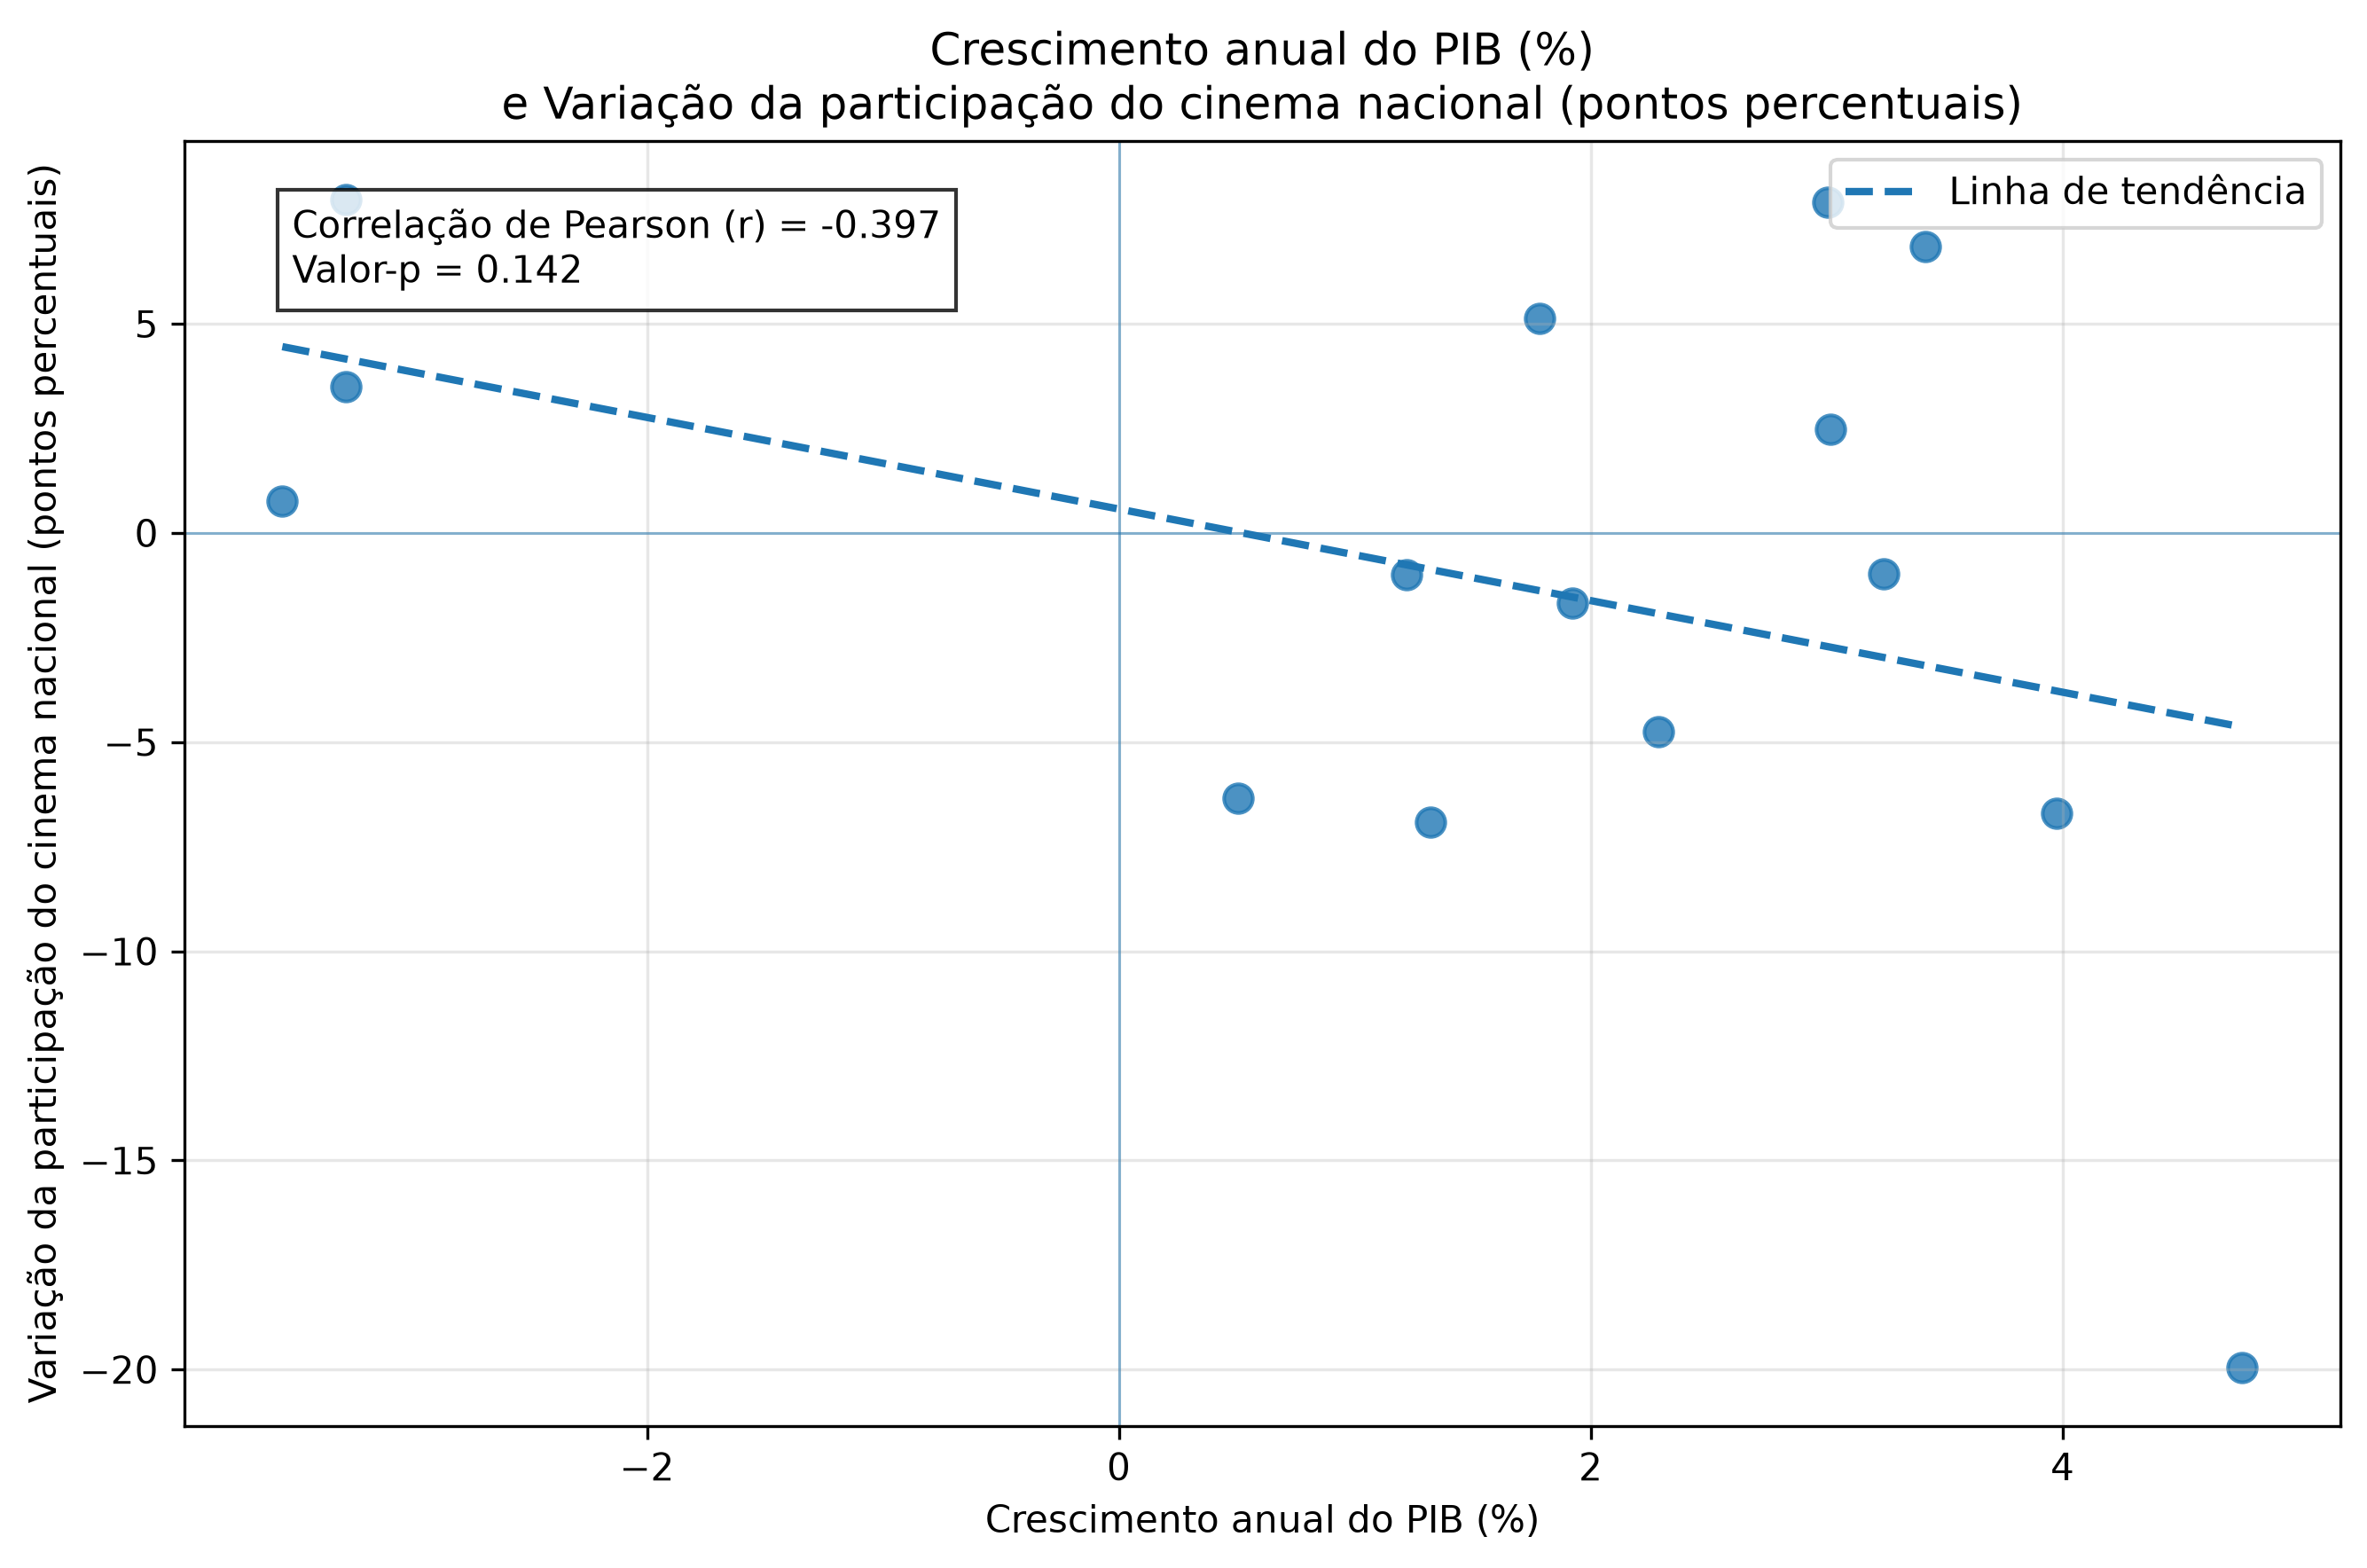 Crescimento anual do PIB (%)
e Variação da participação do cinema nacional (pontos percentuais)
Linha de tendência
Correlação de Pearson (r) = -0.397
Valor-p = 0.142
Variação da participação do cinema nacional (pontos percentuais)
5
0
−5
−10
−15
−20
−2
0
2
4
Crescimento anual do PIB (%)